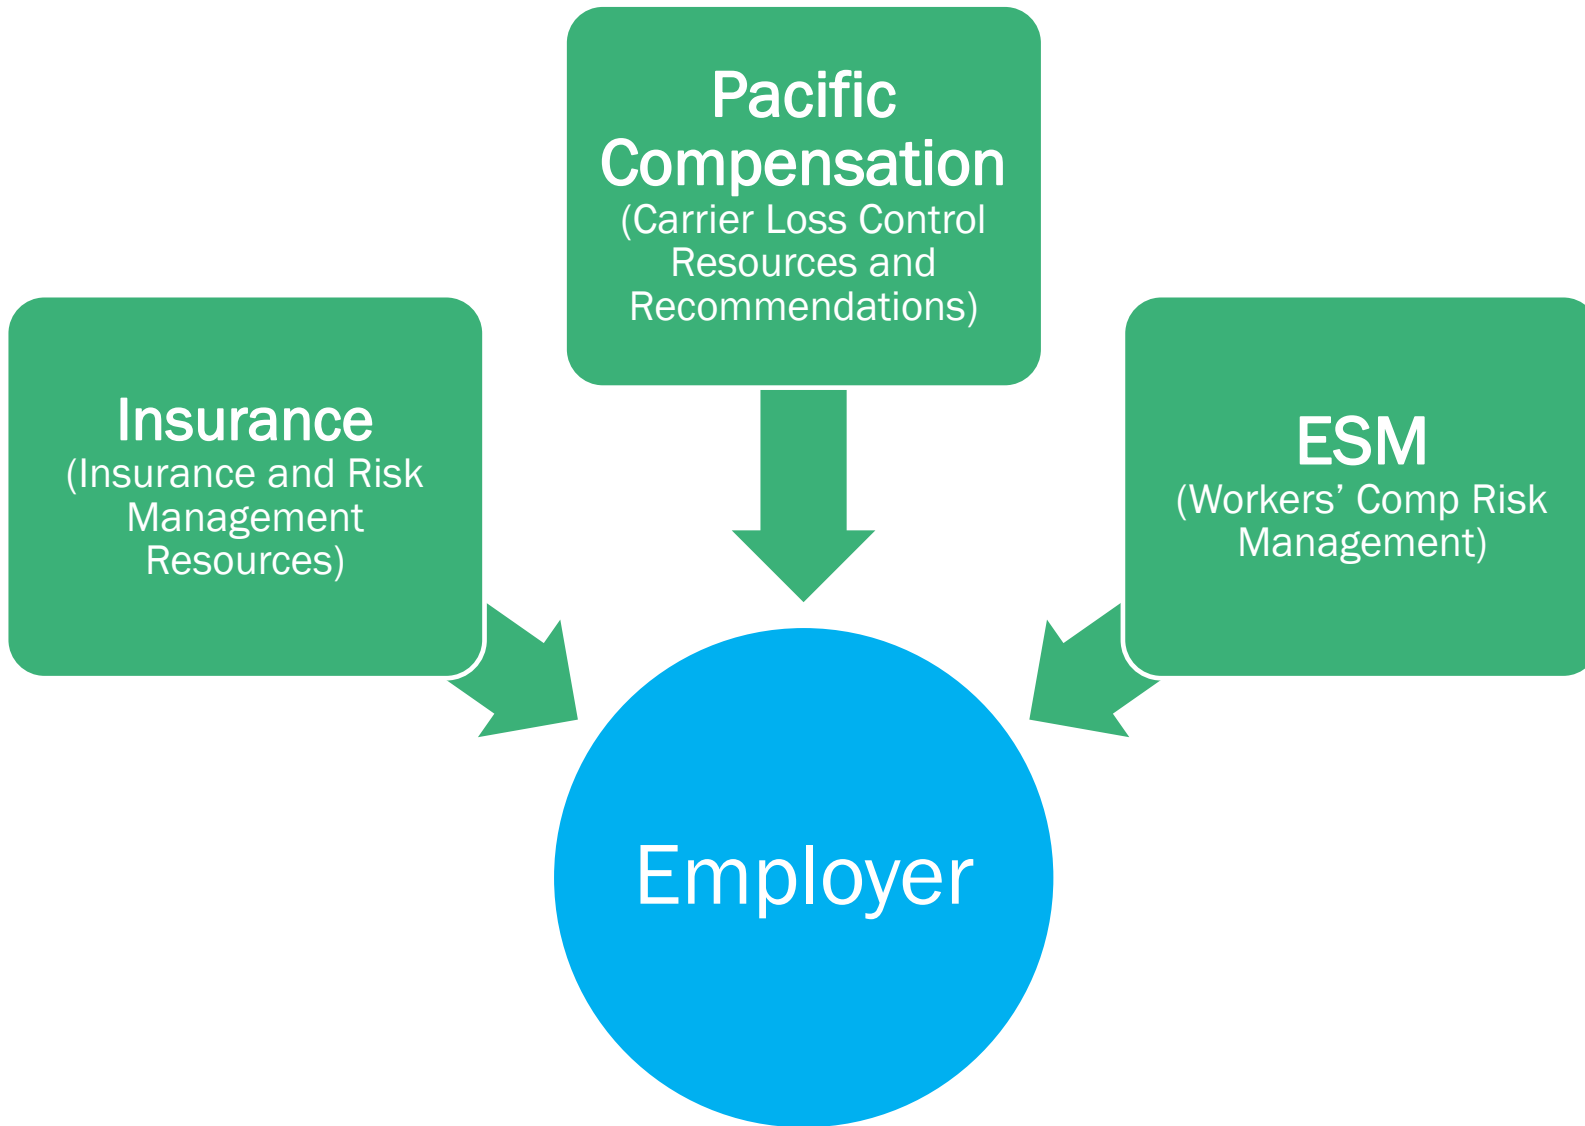 Pacific
Compensation
(Carrier Loss Control
Resources and
Recommendations)
Insurance
(Insurance and Risk
Management
Resources)
ESM
(Workers’ Comp Risk
Management)
Employer